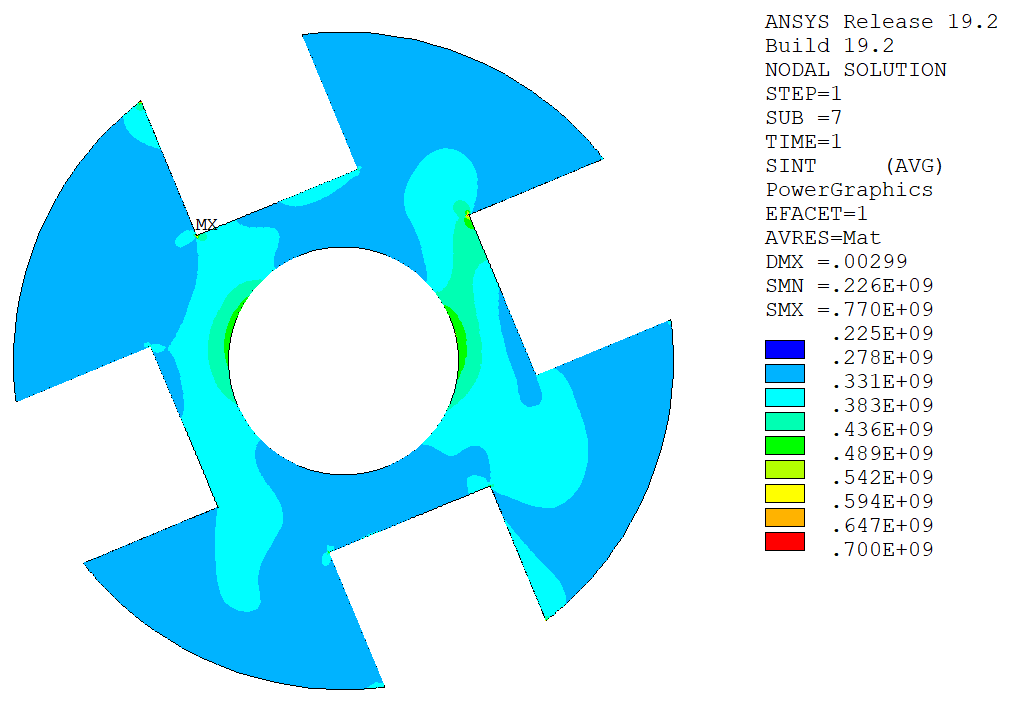 ANSYS Release 19.2
Build 19.2
NODAL SOLUTION
STEP=1
SUB =7
TIME=1
SINT     (AVG)
PowerGraphics
EFACET=1
AVRES=Mat
DMX =.00299
SMN =.226E+09
SMX =.770E+09
.225E+09
.278E+09
.331E+09
.383E+09
.436E+09
.489E+09
.542E+09
.594E+09
.647E+09
.700E+09
MX